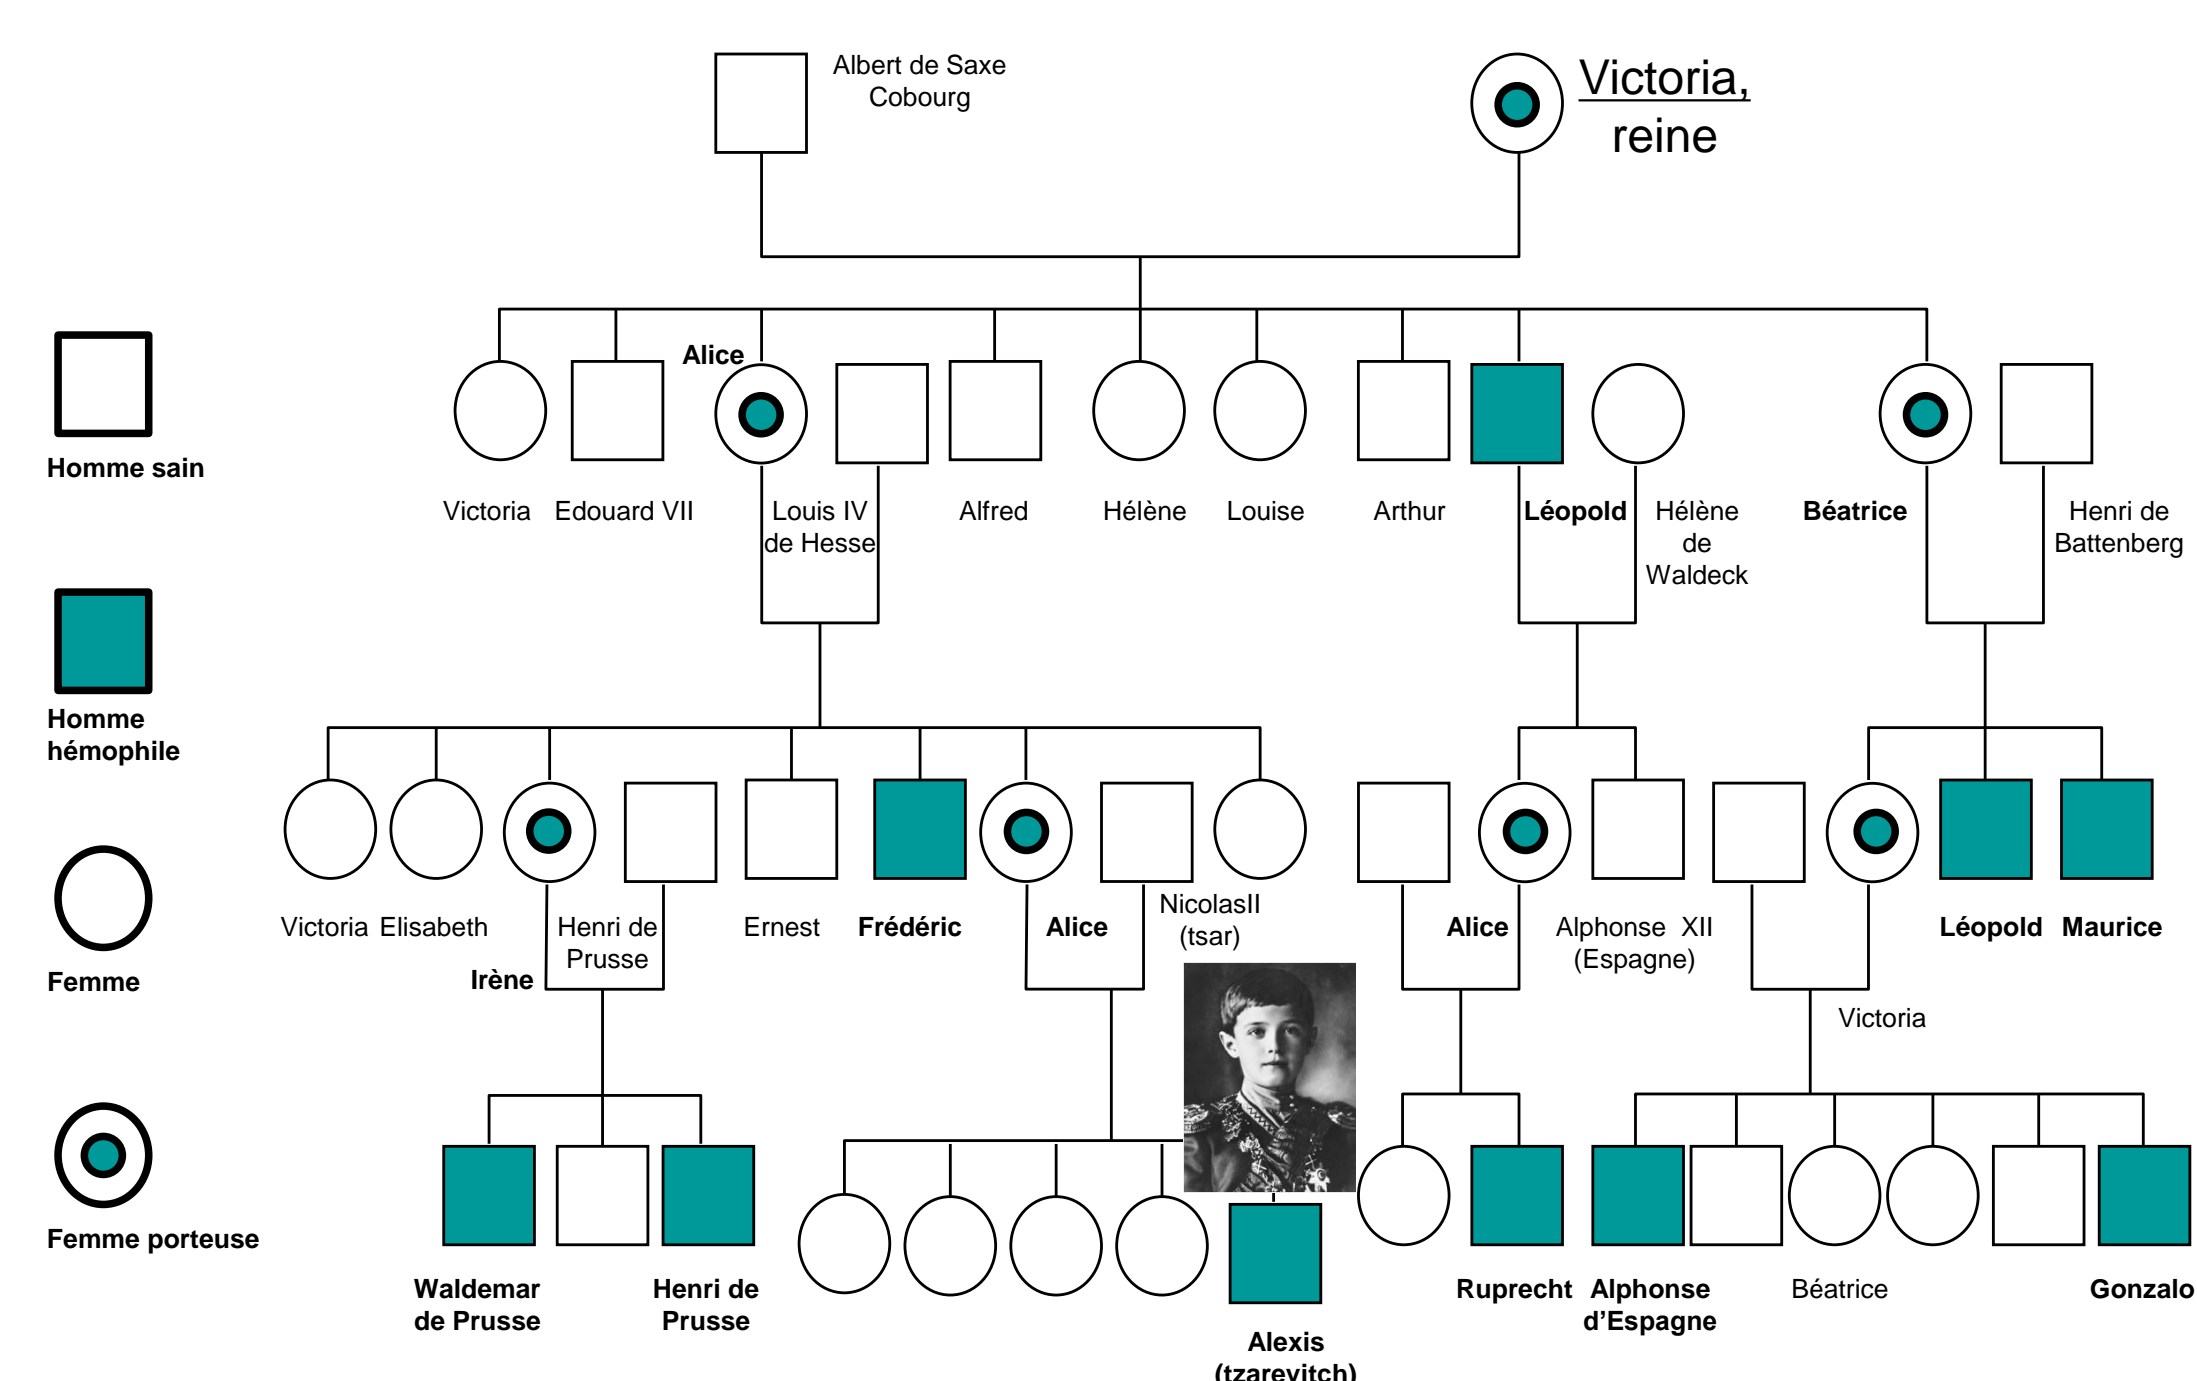 Albert de Saxe
Cobourg
Victoria,
reine
Alice
Homme sain
Victoria
Edouard VII
Louis IV
de Hesse
Alfred
Hélène
Louise
Arthur
Léopold
Hélène
de
Waldeck
Béatrice
Henri de
Battenberg
Homme
hémophile
Victoria
Elisabeth
Irène
Henri de
Prusse
Ernest
Frédéric
Alice
NicolasII
(tsar)
Alice
Alphonse XII
(Espagne)
Victoria
Léopold
Maurice
Femme
Femme porteuse
Waldemar
de Prusse
Henri de
Prusse
Alexis
(tzarevitch)
Ruprecht
Alphonse
d'Espagne
Béatrice
Gonzalo